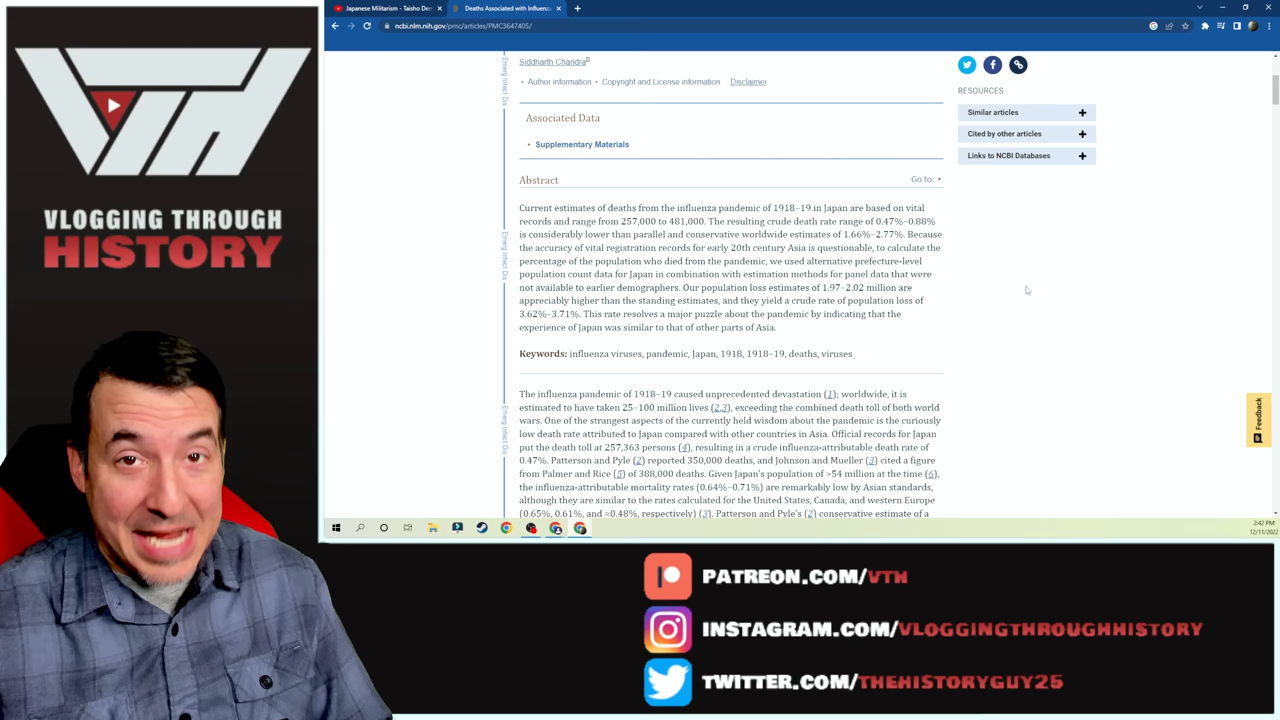 Japanese Militarism - Taisho De
Deaths Associated with Influenza
ncbi.nlm.nih.gov/pmc/articles/PMC3647405/
VTH
VLOGGING THROUGH
HISTORY
Emerg Infect Dis
Emerg Infect Dis
Emerg Infect Dis
Siddharth Chandra
Author information • Copyright and License information Disclaimer
Associated Data
Supplementary Materials
Abstract Go to:
Current estimates of deaths from the influenza pandemic of 1918–19 in Japan are based on vital
records and range from 257,000 to 481,000. The resulting crude death rate range of 0.47%–0.88%
is considerably lower than parallel and conservative worldwide estimates of 1.66%–2.77%. Because
the accuracy of vital registration records for early 20th century Asia is questionable, to calculate the
percentage of the population who died from the pandemic, we used alternative prefecture-level
population count data for Japan in combination with estimation methods for panel data that were
not available to earlier demographers. Our population loss estimates of 1.97–2.02 million are
appreciably higher than the standing estimates, and they yield a crude rate of population loss of
3.62%–3.71%. This rate resolves a major puzzle about the pandemic by indicating that the
experience of Japan was similar to that of other parts of Asia.
Keywords: influenza viruses, pandemic, Japan, 1918, 1918–19, deaths, viruses
The influenza pandemic of 1918–19 caused unprecedented devastation (1); worldwide, it is
estimated to have taken 25–100 million lives (2,3), exceeding the combined death toll of both world
wars. One of the strangest aspects of the currently held wisdom about the pandemic is the curiously
low death rate attributed to Japan compared with other countries in Asia. Official records for Japan
put the death toll at 257,363 persons (4), resulting in a crude influenza-attributable death rate of
0.47%. Patterson and Pyle (2) reported 350,000 deaths, and Johnson and Mueller (3) cited a figure
from Palmer and Rice (5) of 388,000 deaths. Given Japan's population of >54 million at the time (6),
the influenza-attributable mortality rates (0.64%–0.71%) are remarkably low by Asian standards,
although they are similar to the rates calculated for the United States, Canada, and western Europe
(0.65%, 0.61%, and ≈0.48%, respectively) (3). Patterson and Pyle's (2) conservative estimate of a
RESOURCES
Similar articles
Cited by other articles
Links to NCBI Databases
Feedback
2:42 PM
12/11/2022
PATREON.COM/VTH
INSTAGRAM.COM/VLOGGINGTHROUGHHISTORY
TWITTER.COM/THEHISTORYGUY25